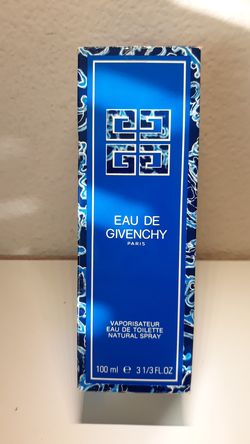 EAU DE
GIVENCHY
PARIS
VAPORISATEUR
EAU DE TOILETTE
NATURAL SPRAY
100 ml ℮ 3 1/3 FL.OZ